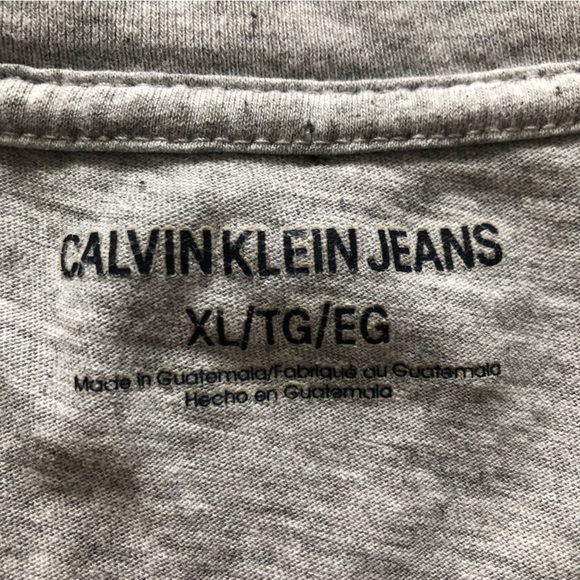 CALVIN KLEIN JEANS
XL/TG/EG
Made in Guatemala/Fabriqué au Guatemala
Hecho en Guatemala